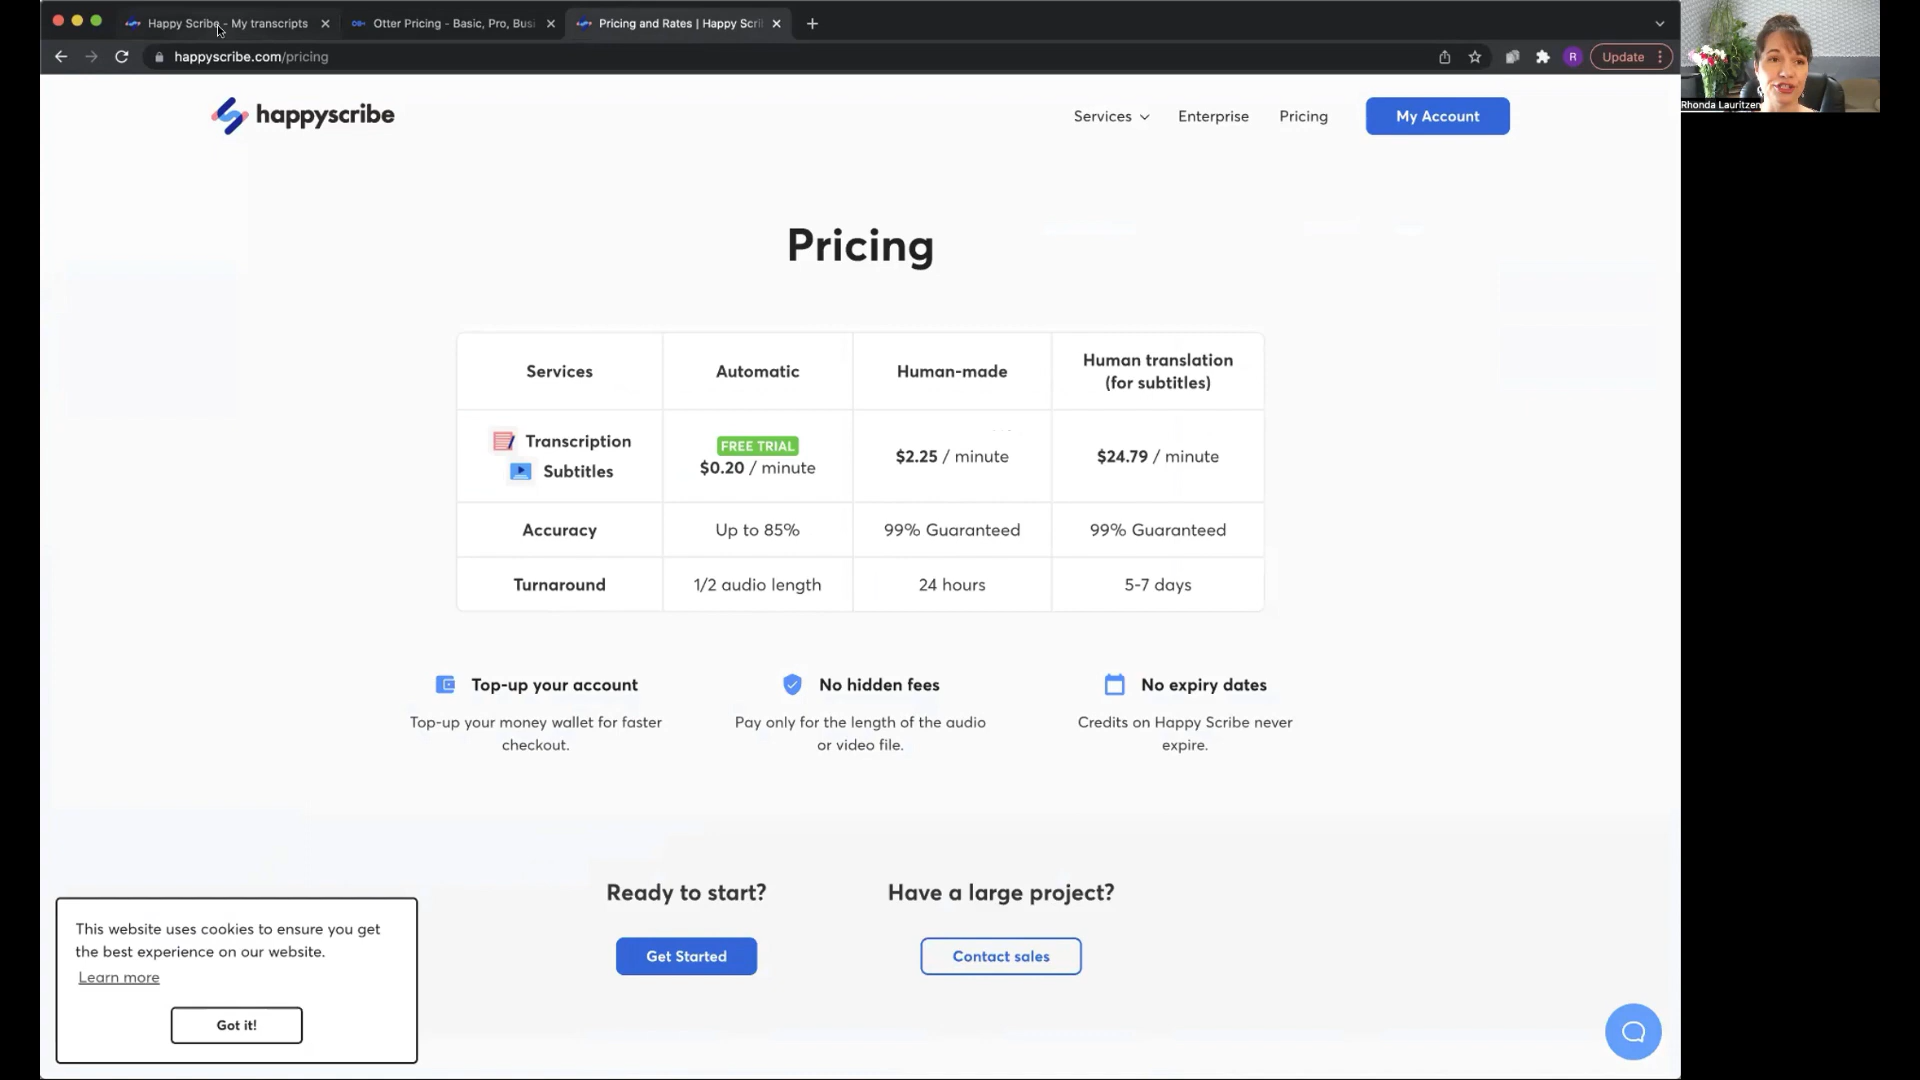 Happy Scribe - My transcripts
Otter Pricing - Basic, Pro, Busi
Pricing and Rates | Happy Scri
happyscribe.com/pricing
R
Update
Rhonda Lauritzen
happyscribe
Services
Enterprise
Pricing
My Account
Pricing
Services
Automatic
Human-made
Human translation
(for subtitles)
Transcription
Subtitles
FREE TRIAL
$0.20 / minute
$2.25 / minute
$24.79 / minute
Accuracy
Up to 85%
99% Guaranteed
99% Guaranteed
Turnaround
1/2 audio length
24 hours
5-7 days
Top-up your account
Top-up your money wallet for faster
checkout.
No hidden fees
Pay only for the length of the audio
or video file.
No expiry dates
Credits on Happy Scribe never
expire.
Ready to start?
Get Started
Have a large project?
Contact sales
This website uses cookies to ensure you get
the best experience on our website.
Learn more
Got it!